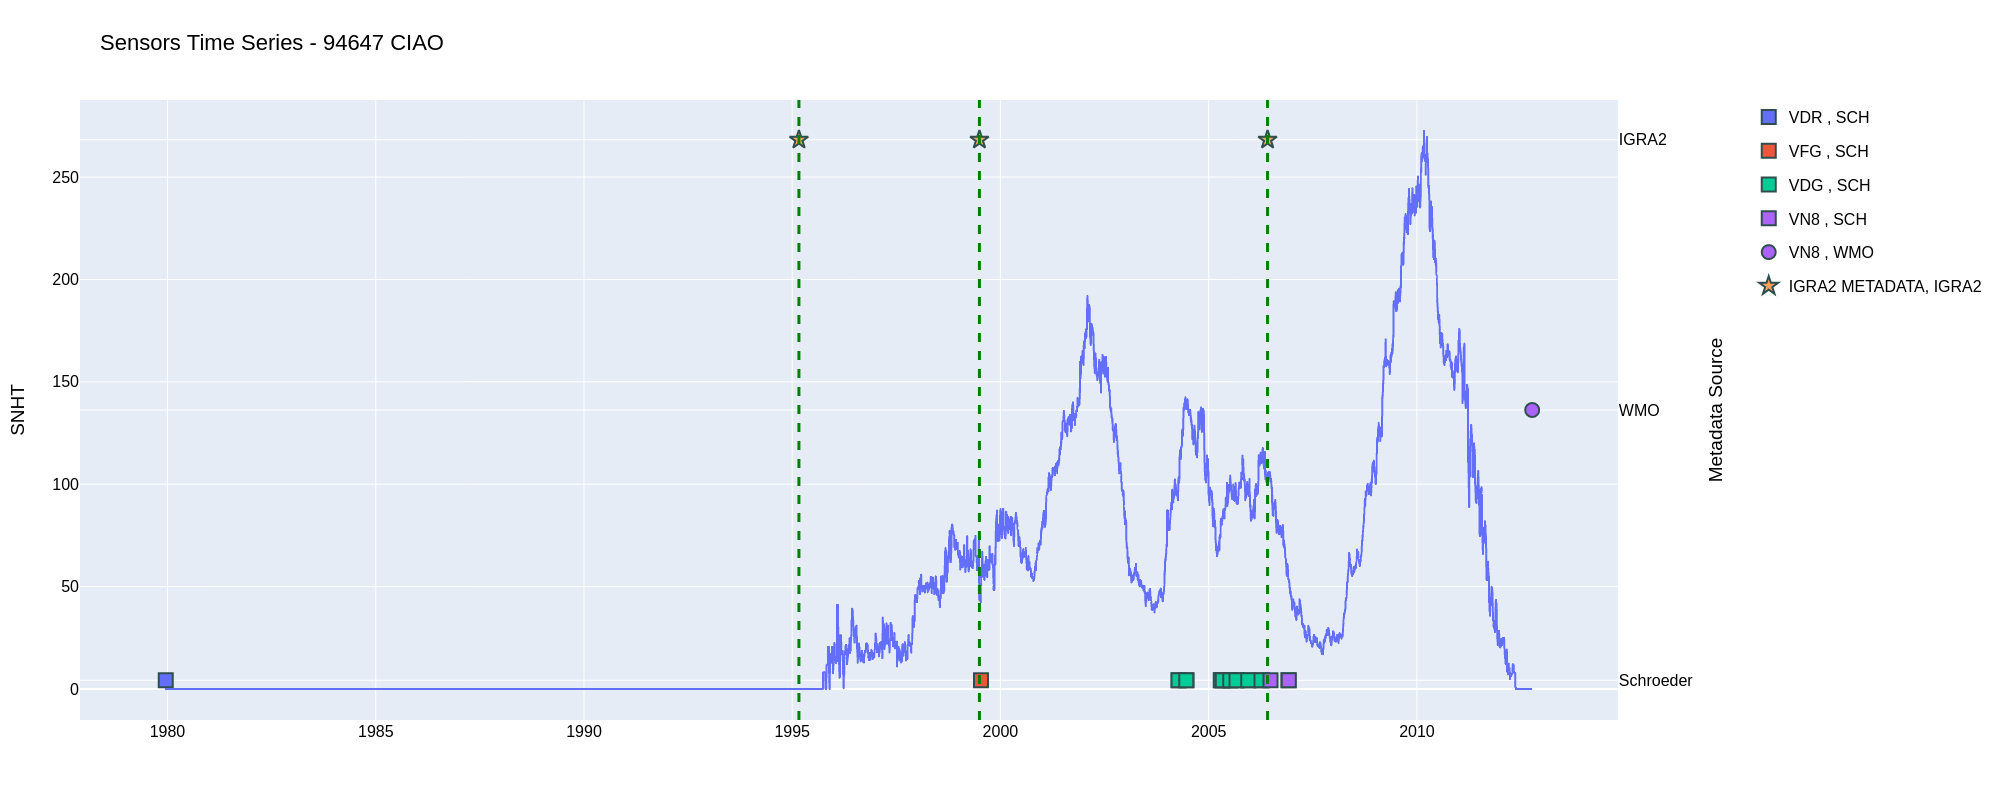 Sensors Time Series - 94647 CIAO
VDR , SCH
VFG , SCH
VDG , SCH
VN8 , SCH
VN8 , WMO
IGRA2 METADATA, IGRA2
IGRA2
WMO
Schroeder
Metadata Source
SNHT
250
200
150
100
50
0
1980
1985
1990
1995
2000
2005
2010